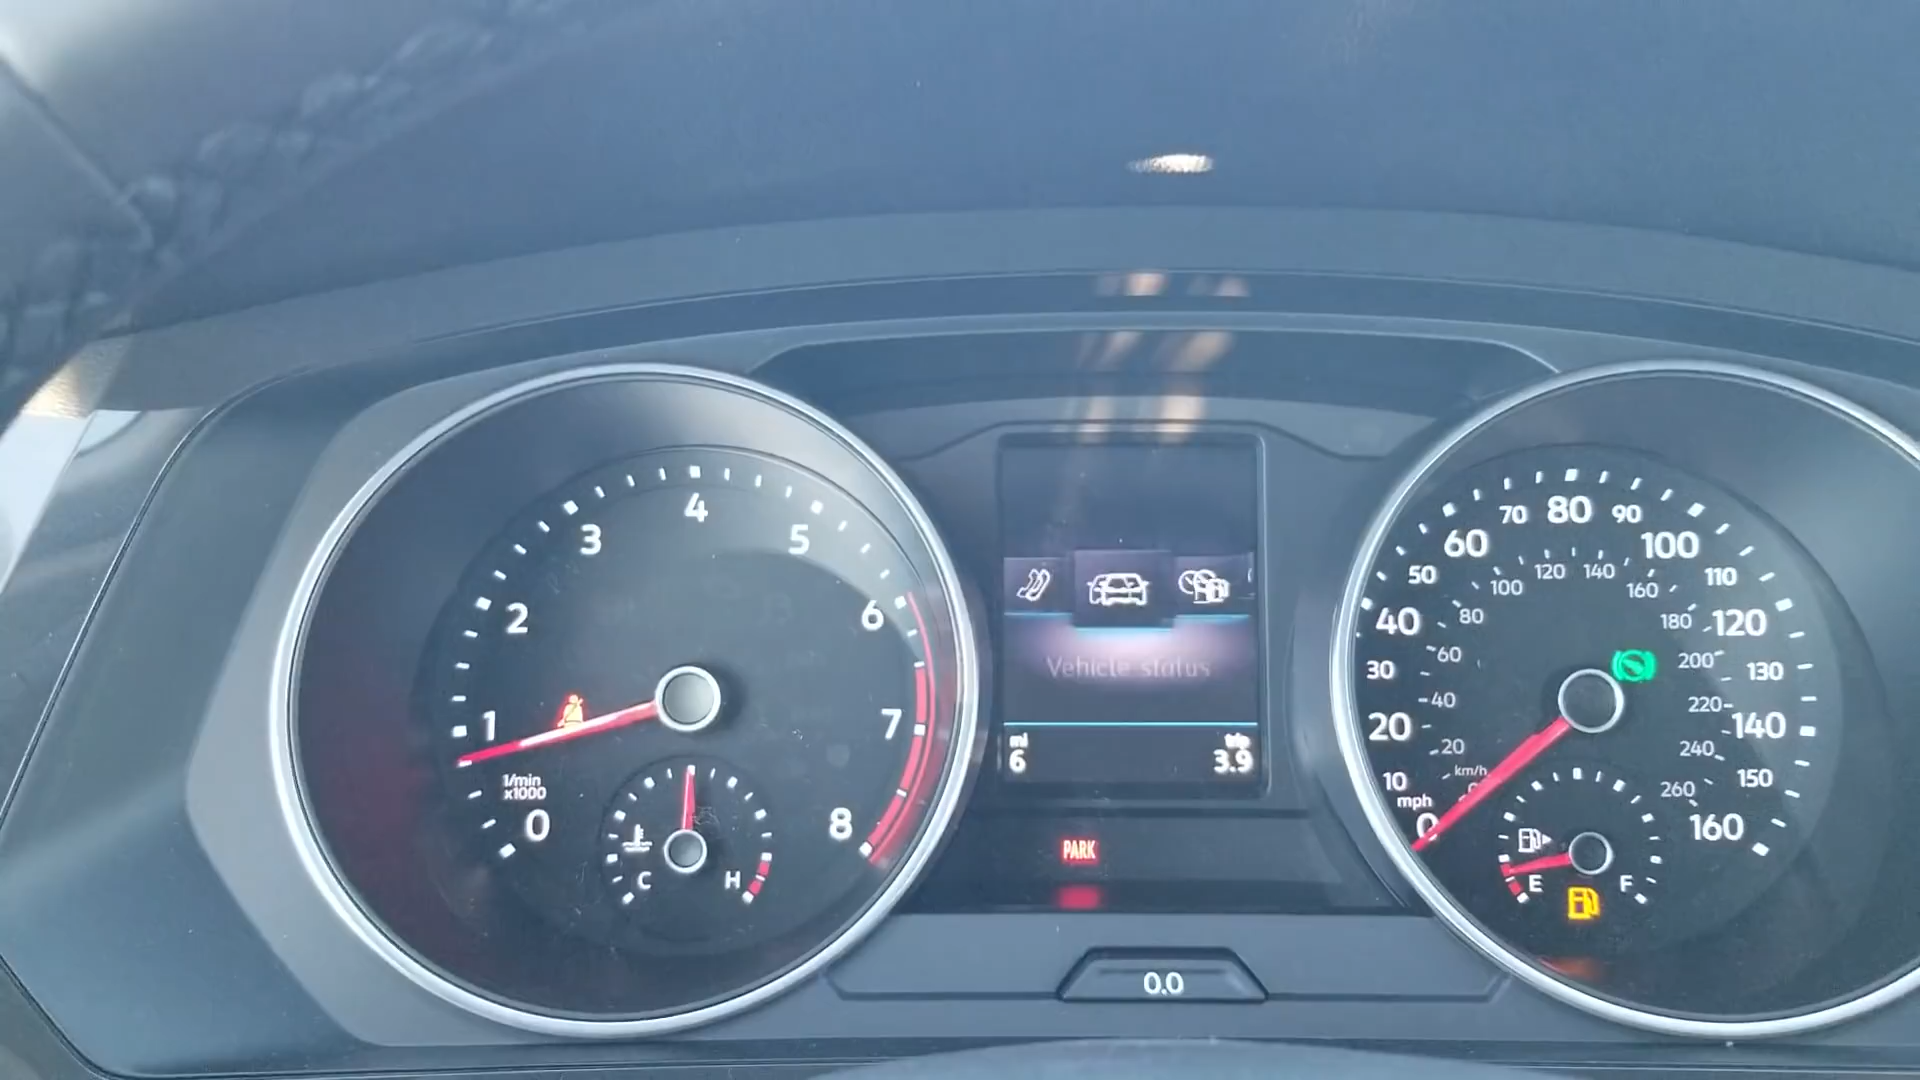 4
3 5
2 6
1 7
1/min
x1000
0 8
C H
Vehicle status
mi trip
6 3.9
PARK
0.0
80
70 90
60 100
50 110
40 120
30 130
20 140
10 150
mph
0 160
120 140
100 160
80 180
60 200
40 220
20 240
km/h
260
E F